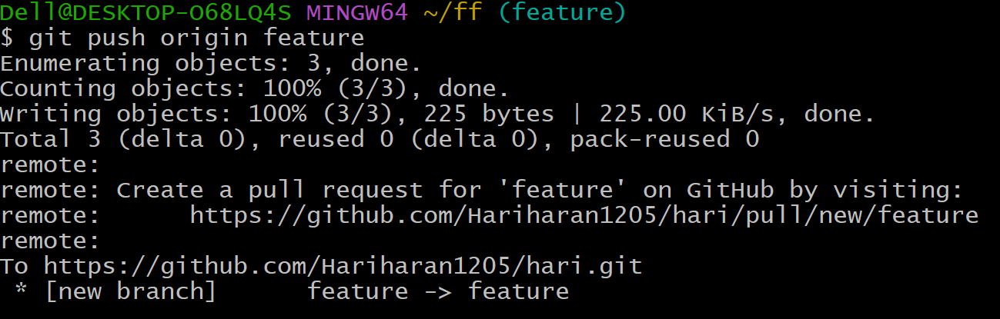 Dell@DESKTOP-O68LQ4S MINGW64 ~/ff (feature)
$ git push origin feature
Enumerating objects: 3, done.
Counting objects: 100% (3/3), done.
Writing objects: 100% (3/3), 225 bytes | 225.00 KiB/s, done.
Total 3 (delta 0), reused 0 (delta 0), pack-reused 0
remote:
remote: Create a pull request for 'feature' on GitHub by visiting:
remote:      https://github.com/Hariharan1205/hari/pull/new/feature
remote:
To https://github.com/Hariharan1205/hari.git
 * [new branch]      feature -> feature